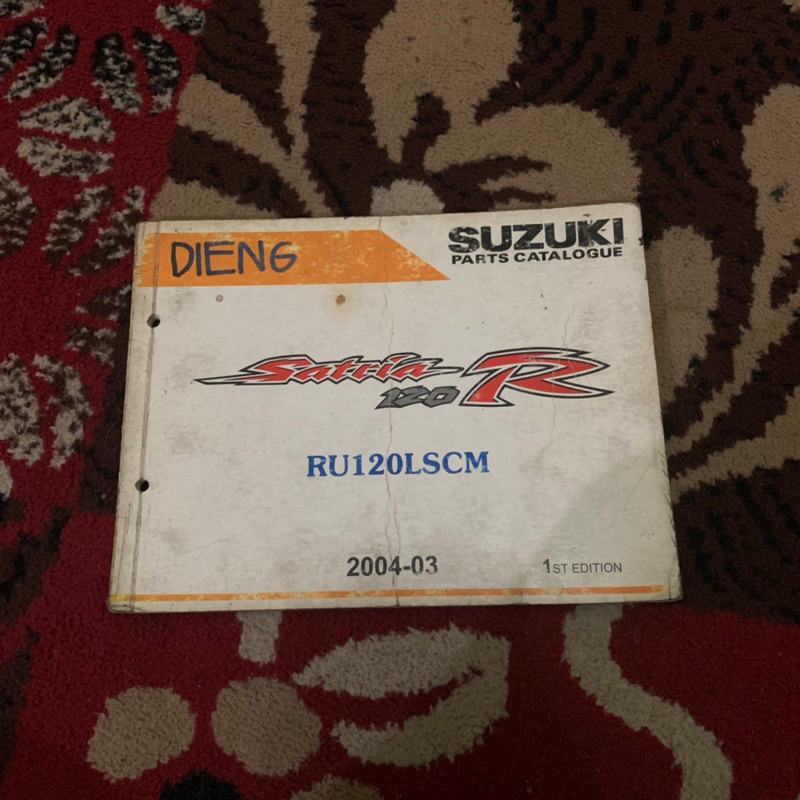 DIENG
SUZUKI
PARTS CATALOGUE
Satria R
120
RU120LSCM
2004-03
1ST EDITION